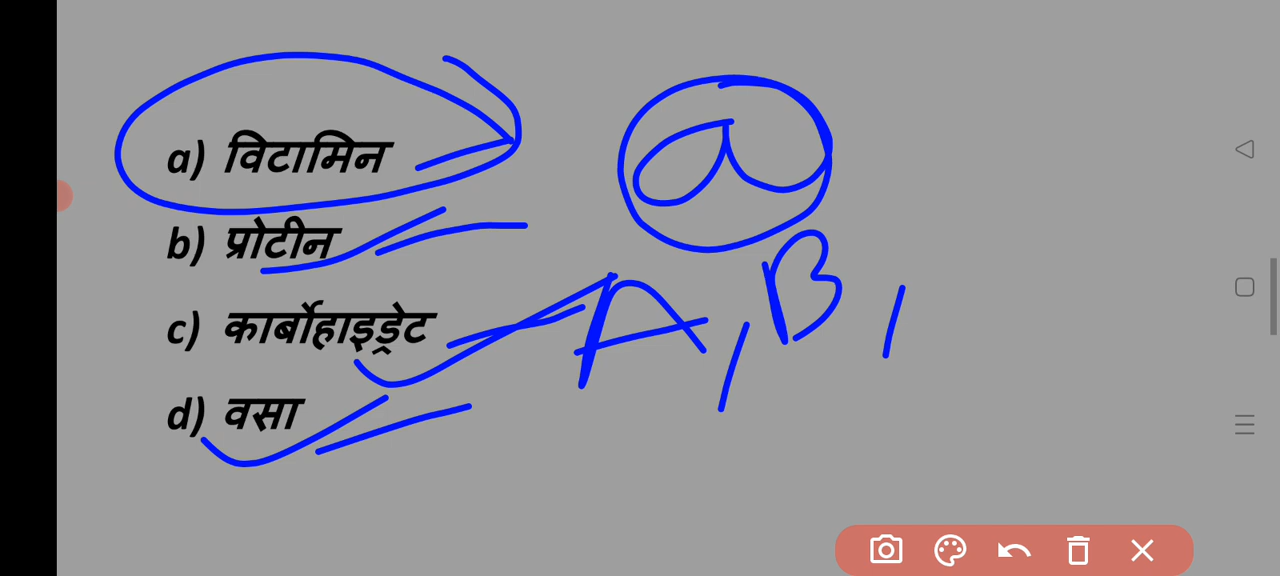 a) विटामिन
b) प्रोटीन
c) कार्बोहाइड्रेट
d) वसा
a
A, B,